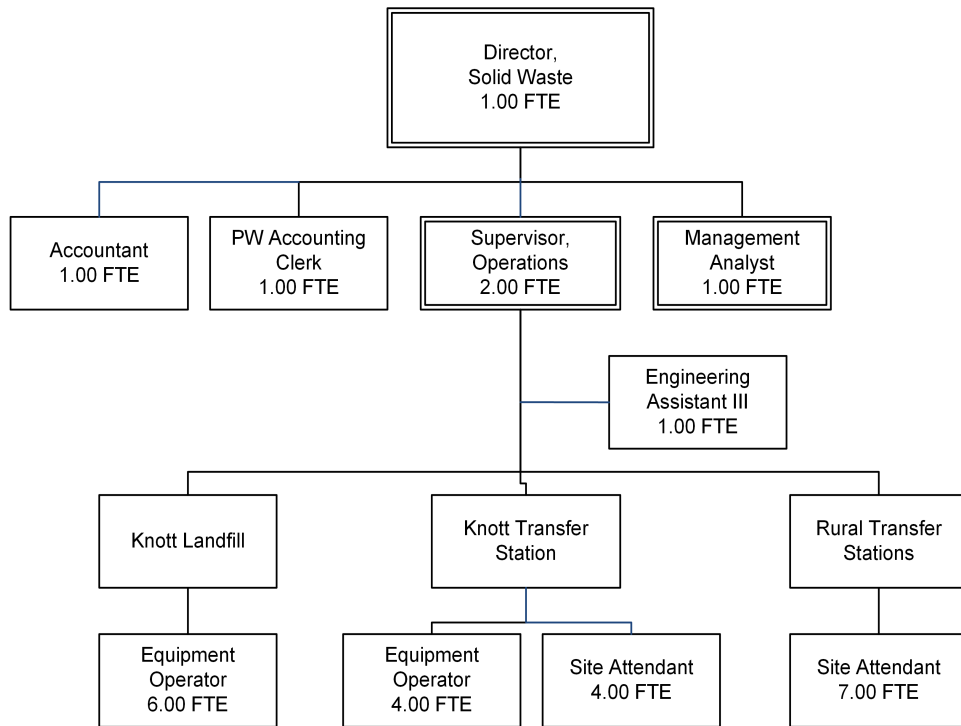 Director,
Solid Waste
1.00 FTE
Accountant
1.00 FTE
PW Accounting
Clerk
1.00 FTE
Supervisor,
Operations
2.00 FTE
Management
Analyst
1.00 FTE
Engineering
Assistant III
1.00 FTE
Knott Landfill
Knott Transfer
Station
Rural Transfer
Stations
Equipment
Operator
6.00 FTE
Equipment
Operator
4.00 FTE
Site Attendant
4.00 FTE
Site Attendant
7.00 FTE